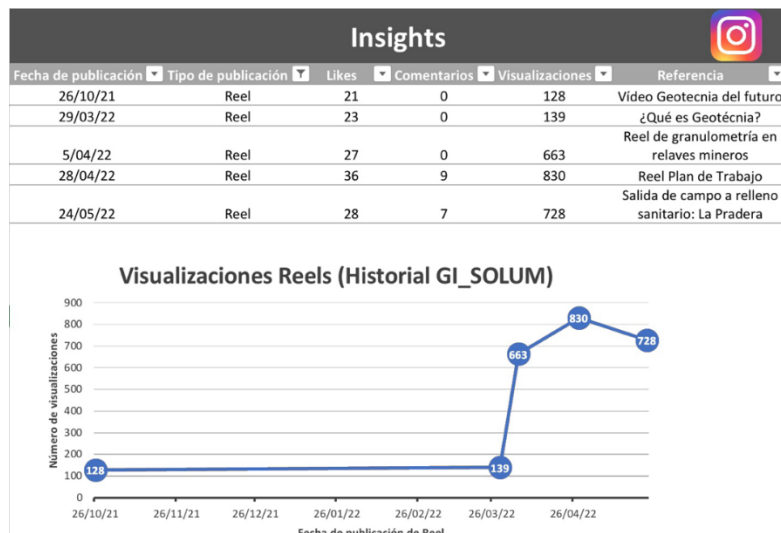 Insights
Fecha de publicación Tipo de publicación Likes Comentarios Visualizaciones Referencia
26/10/21 Reel 21 0 128 Vídeo Geotecnia del futuro
29/03/22 Reel 23 0 139 ¿Qué es Geotécnia?
Reel de granulometría en
5/04/22 Reel 27 0 663 relaves mineros
28/04/22 Reel 36 9 830 Reel Plan de Trabajo
Salida de campo a relleno
24/05/22 Reel 28 7 728 sanitario: La Pradera
Visualizaciones Reels (Historial GI_SOLUM)
Número de visualizaciones
900
800
700
600
500
400
300
200
100
0
128
139
663
830
728
26/10/21 26/11/21 26/12/21 26/01/22 26/02/22 26/03/22 26/04/22
Fecha de publicación de Reel